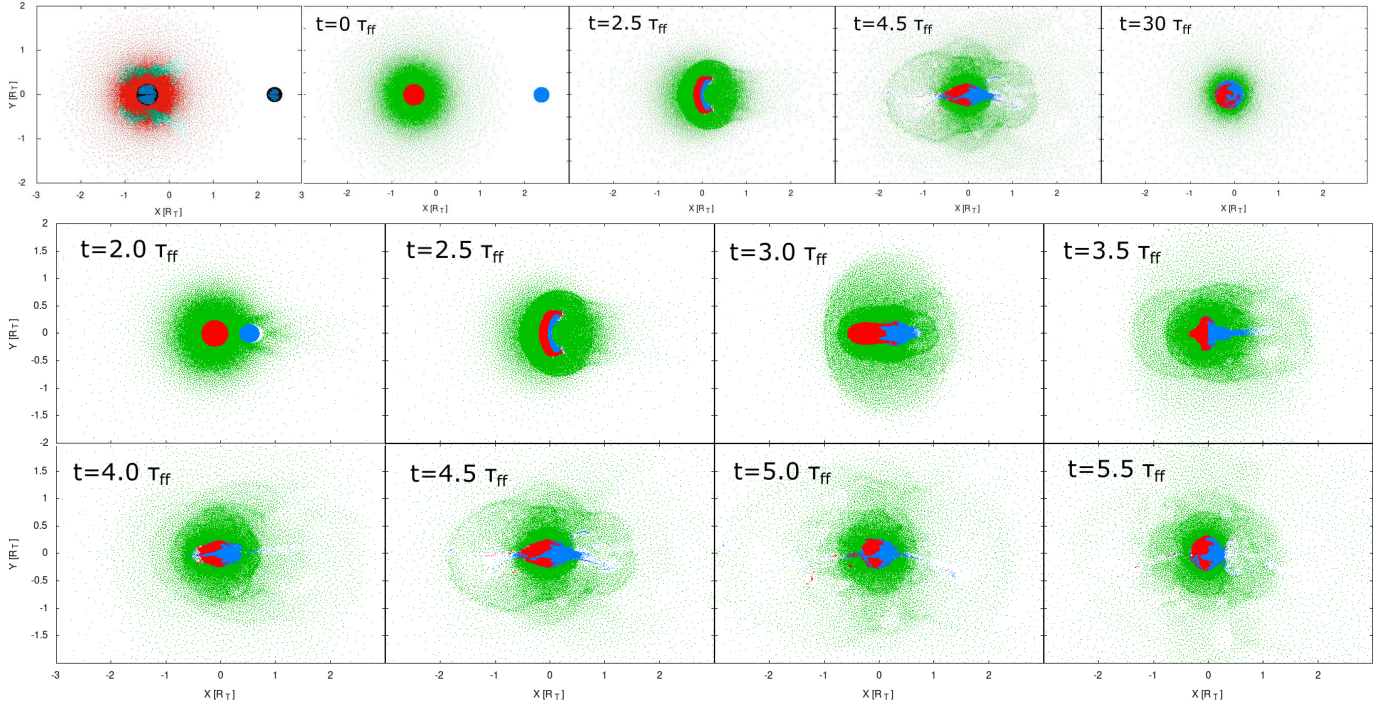 t=0 τff
t=2.5 τff
t=4.5 τff
t=30 τff
Y [R_T]
2
1
0
-1
-2
-3 -2 -1 0 1 2 3
-2 -1 0 1 2
-2 -1 0 1 2
-2 -1 0 1 2
-2 -1 0 1 2
X [R_T]
X [R_T]
X [R_T]
X [R_T]
X [R_T]
t=2.0 τff
t=2.5 τff
t=3.0 τff
t=3.5 τff
Y [R_T]
2
1.5
1
0.5
0
-0.5
-1
-1.5
-2
t=4.0 τff
t=4.5 τff
t=5.0 τff
t=5.5 τff
Y [R_T]
1.5
1
0.5
0
-0.5
-1
-1.5
-3 -2 -1 0 1 2
-2 -1 0 1 2
-2 -1 0 1 2
-2 -1 0 1 2 3
X [R_T]
X [R_T]
X [R_T]
X [R_T]